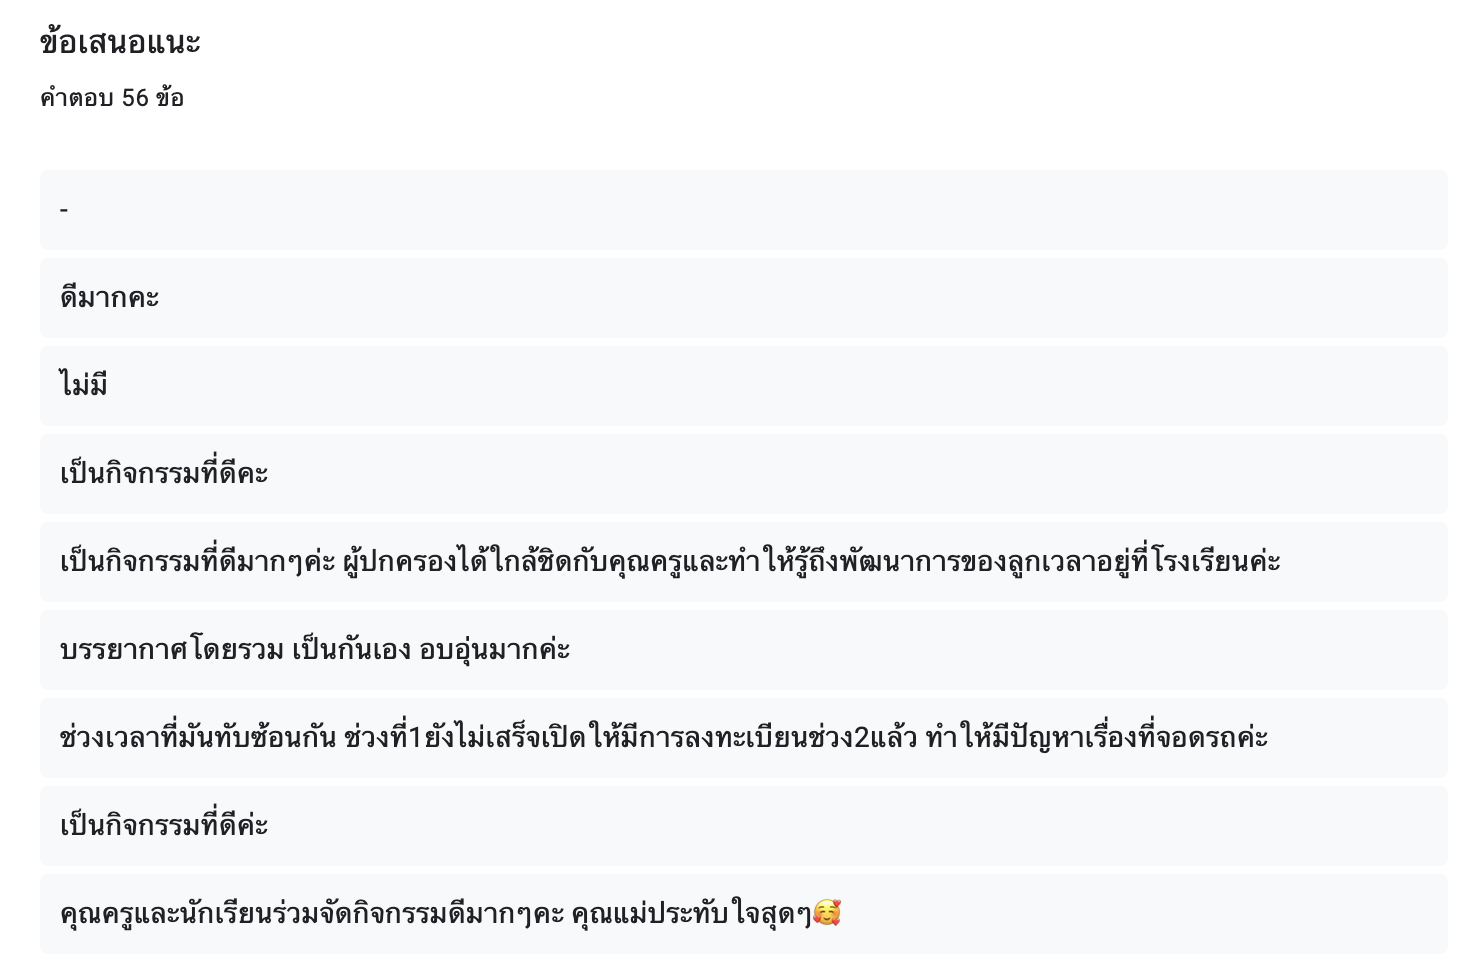 ข้อเสนอแนะ
คำตอบ 56 ข้อ
-
ดีมากคะ
ไม่มี
เป็นกิจกรรมที่ดีคะ
เป็นกิจกรรมที่ดีมากๆค่ะ ผู้ปกครองได้ใกล้ชิดกับคุณครูและทำให้รู้ถึงพัฒนาการของลูกเวลาอยู่ที่โรงเรียนค่ะ
บรรยากาศโดยรวม เป็นกันเอง อบอุ่นมากค่ะ
ช่วงเวลาที่มันทับซ้อนกัน ช่วงที่1ยังไม่เสร็จเปิดให้มีการลงทะเบียนช่วง2แล้ว ทำให้มีปัญหาเรื่องที่จอดรถค่ะ
เป็นกิจกรรมที่ดีค่ะ
คุณครูและนักเรียนร่วมจัดกิจกรรมดีมากๆคะ คุณแม่ประทับใจสุดๆ🥰